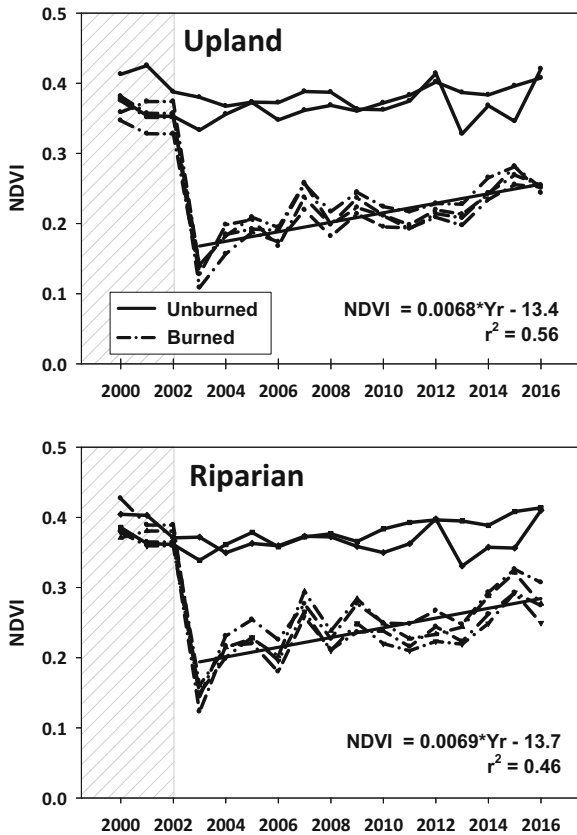 Upland
0.5
0.4
0.3
0.2
0.1
0.0
NDVI
Unburned
Burned
NDVI = 0.0068*Yr - 13.4
r² = 0.56
2000 2002 2004 2006 2008 2010 2012 2014 2016
Riparian
0.5
0.4
0.3
0.2
0.1
0.0
NDVI
NDVI = 0.0069*Yr - 13.7
r² = 0.46
2000 2002 2004 2006 2008 2010 2012 2014 2016